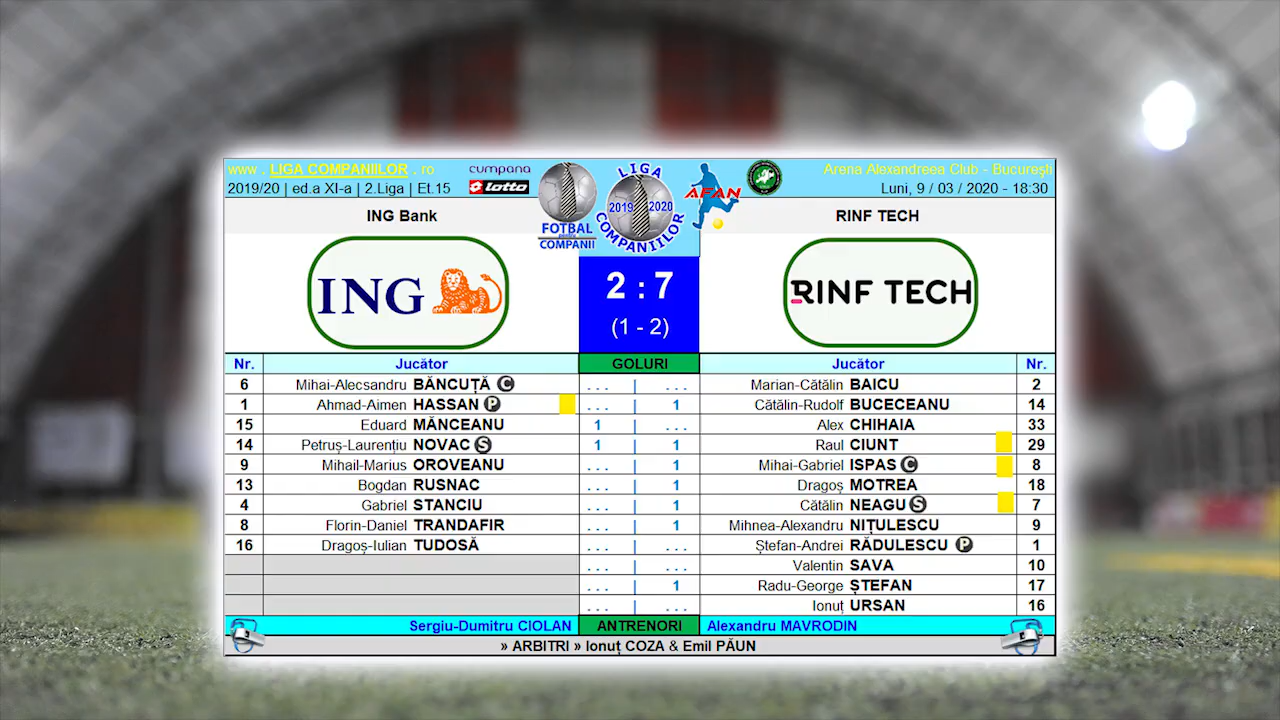 www . LIGA COMPANIILOR . ro
cumpana
lotto
Arena Alexandreea Club - Bucureşti
2019/20 | ed.a XI-a | 2.Liga | Et.15
Luni, 9 / 03 / 2020 - 18:30
FOTBAL
pentru
COMPANII
LIGA
2019 2020
COMPANIILOR
AFAN
ING Bank
RINF TECH
ING
2 : 7
(1 - 2)
RINF TECH
Nr. Jucător GOLURI Jucător Nr.
6 Mihai-Alecsandru BĂNCUȚĂ C . . . | . . . Marian-Cătălin BAICU 2
1 Ahmad-Aimen HASSAN P . . . | 1 Cătălin-Rudolf BUCECEANU 14
15 Eduard MĂNCEANU 1 | . . . Alex CHIHAIA 33
14 Petruș-Laurențiu NOVAC S 1 | 1 Raul CIUNT 29
9 Mihail-Marius OROVEANU . . . | 1 Mihai-Gabriel ISPAS C 8
13 Bogdan RUSNAC . . . | 1 Dragoș MOTREA 18
4 Gabriel STANCIU . . . | 1 Cătălin NEAGU S 7
8 Florin-Daniel TRANDAFIR . . . | 1 Mihnea-Alexandru NIȚULESCU 9
16 Dragoș-Iulian TUDOSĂ . . . | . . . Ștefan-Andrei RĂDULESCU P 1
. . . | . . . Valentin SAVA 10
. . . | 1 Radu-George ȘTEFAN 17
. . . | . . . Ionuț URSAN 16
Sergiu-Dumitru CIOLAN ANTRENORI Alexandru MAVRODIN
» ARBITRI » Ionuț COZA & Emil PĂUN